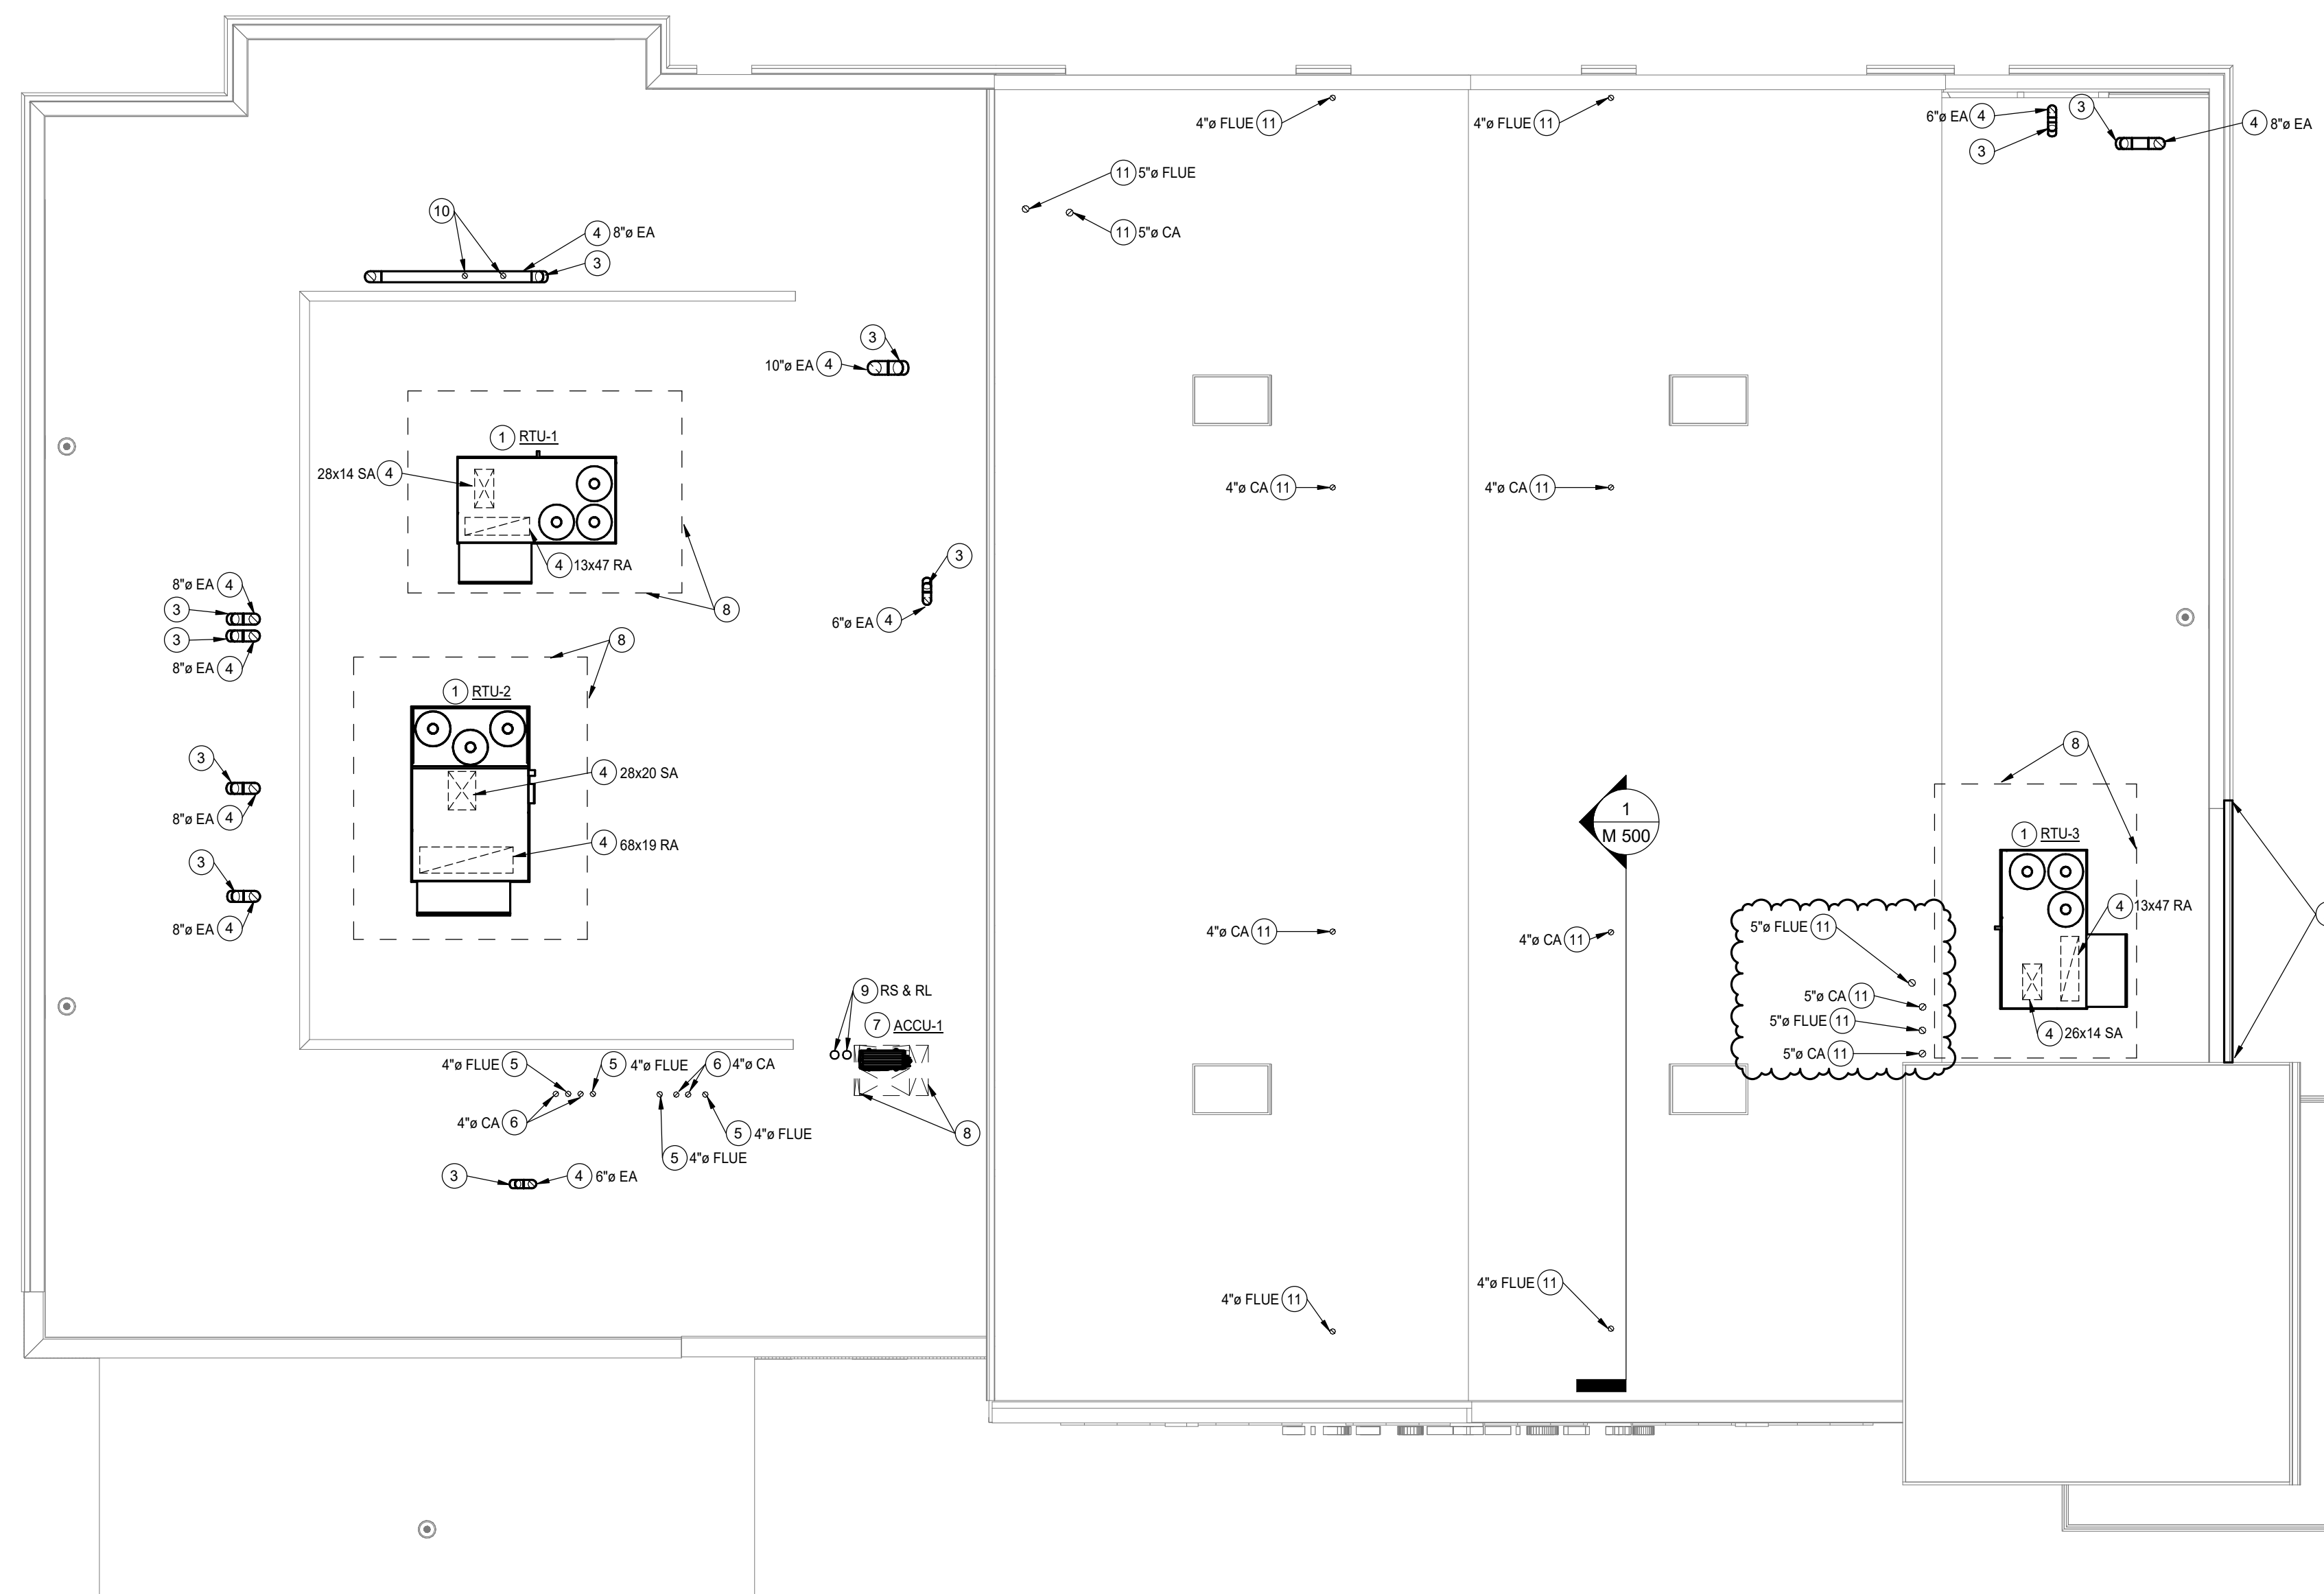 4"ø FLUE 11
4"ø FLUE 11
6"ø EA 4
3
3
4 8"ø EA
11 5"ø FLUE
11 5"ø CA
10
4 8"ø EA
3
3
10"ø EA 4
1 RTU-1
28x14 SA 4
4 13x47 RA
8
4"ø CA 11
4"ø CA 11
3
6"ø EA 4
8"ø EA 4
3
3
8"ø EA 4
8
1 RTU-2
4 28x20 SA
4 68x19 RA
3
8"ø EA 4
3
8"ø EA 4
1
M 500
8
1 RTU-3
4 13x47 RA
4 26x14 SA
4"ø CA 11
4"ø CA 11
5"ø FLUE 11
5"ø CA 11
5"ø FLUE 11
5"ø CA 11
9 RS & RL
7 ACCU-1
8
4"ø FLUE 5
5 4"ø FLUE
6 4"ø CA
4"ø CA 6
5 4"ø FLUE
5 4"ø FLUE
3
4 6"ø EA
4"ø FLUE 11
4"ø FLUE 11